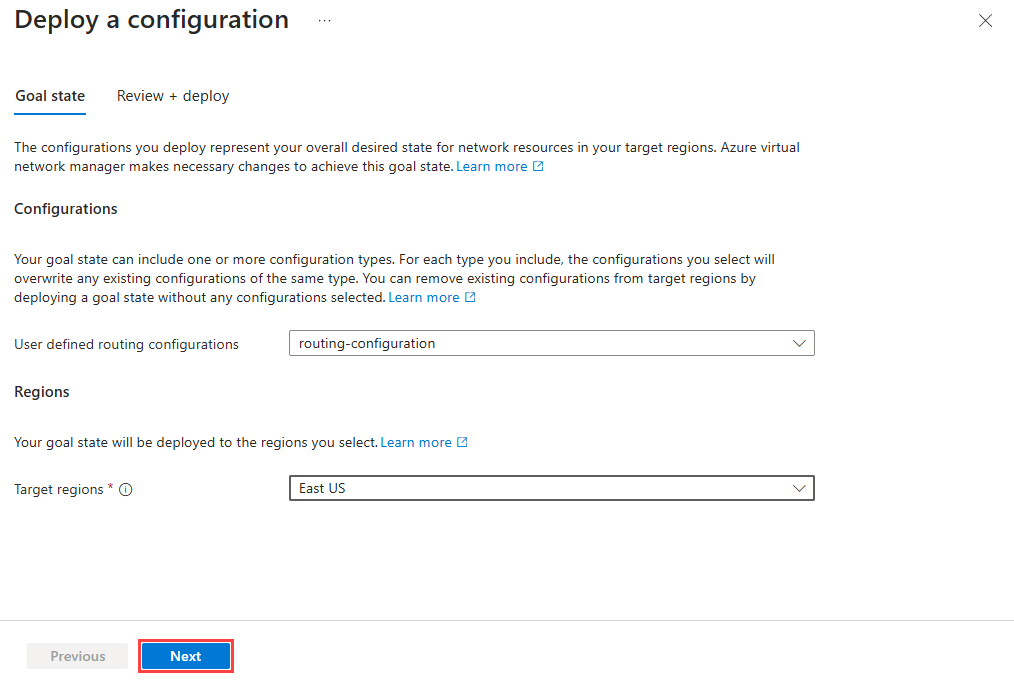 Deploy a configuration ...
Goal state Review + deploy
The configurations you deploy represent your overall desired state for network resources in your target regions. Azure virtual
network manager makes necessary changes to achieve this goal state. Learn more
Configurations
Your goal state can include one or more configuration types. For each type you include, the configurations you select will
overwrite any existing configurations of the same type. You can remove existing configurations from target regions by
deploying a goal state without any configurations selected. Learn more
User defined routing configurations routing-configuration
Regions
Your goal state will be deployed to the regions you select. Learn more
Target regions * East US
Previous Next